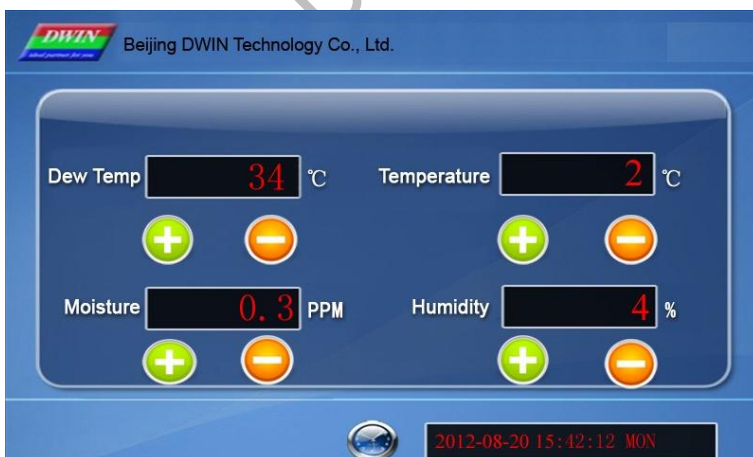 DWIN
Beijing DWIN Technology Co., Ltd.
Dew Temp 34 ℃
Temperature 2 ℃
Moisture 0.3 PPM
Humidity 4 %
2012-08-20 15:42:12 MON